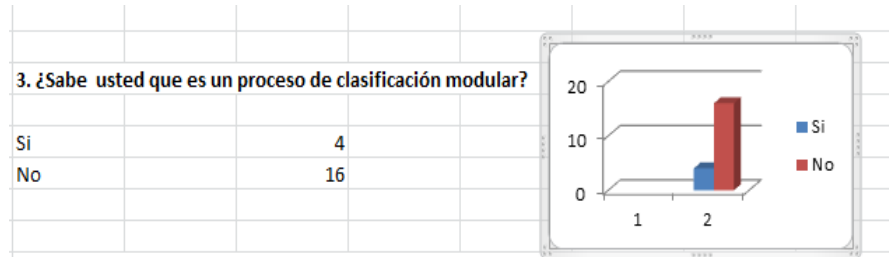 3. ¿Sabe usted que es un proceso de clasificación modular?
Si 4
No 16
20
10
0
1 2
Si
No